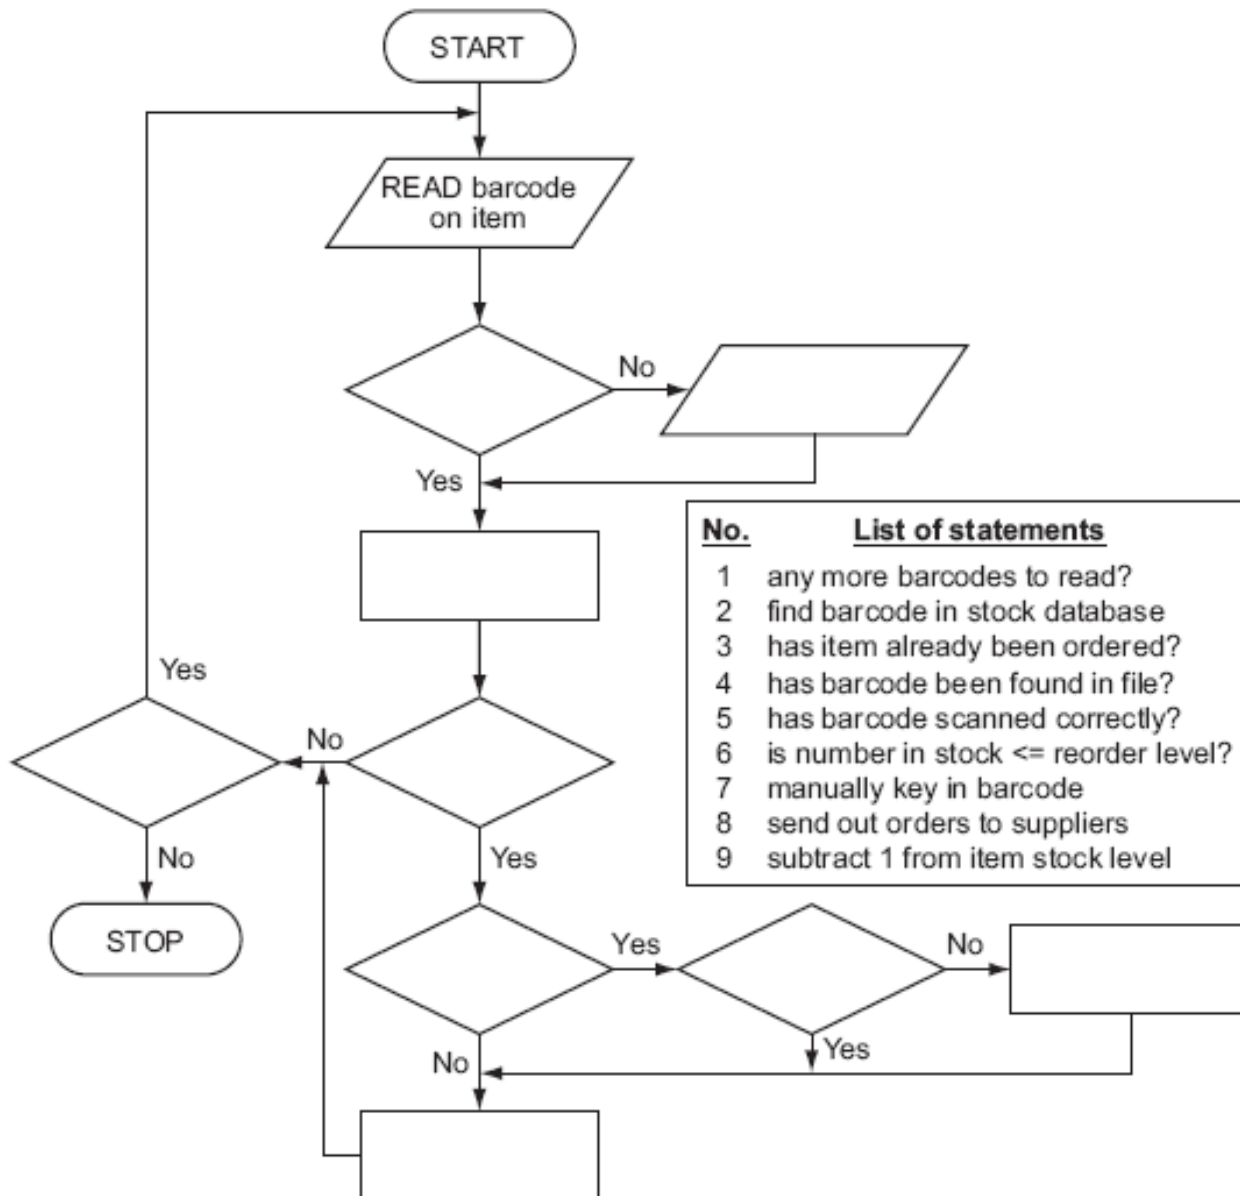 START
READ barcode
on item
No
Yes
No. List of statements
1 any more barcodes to read?
2 find barcode in stock database
3 has item already been ordered?
4 has barcode been found in file?
5 has barcode scanned correctly?
6 is number in stock <= reorder level?
7 manually key in barcode
8 send out orders to suppliers
9 subtract 1 from item stock level
Yes
No
No
Yes
STOP
Yes
No
No
Yes